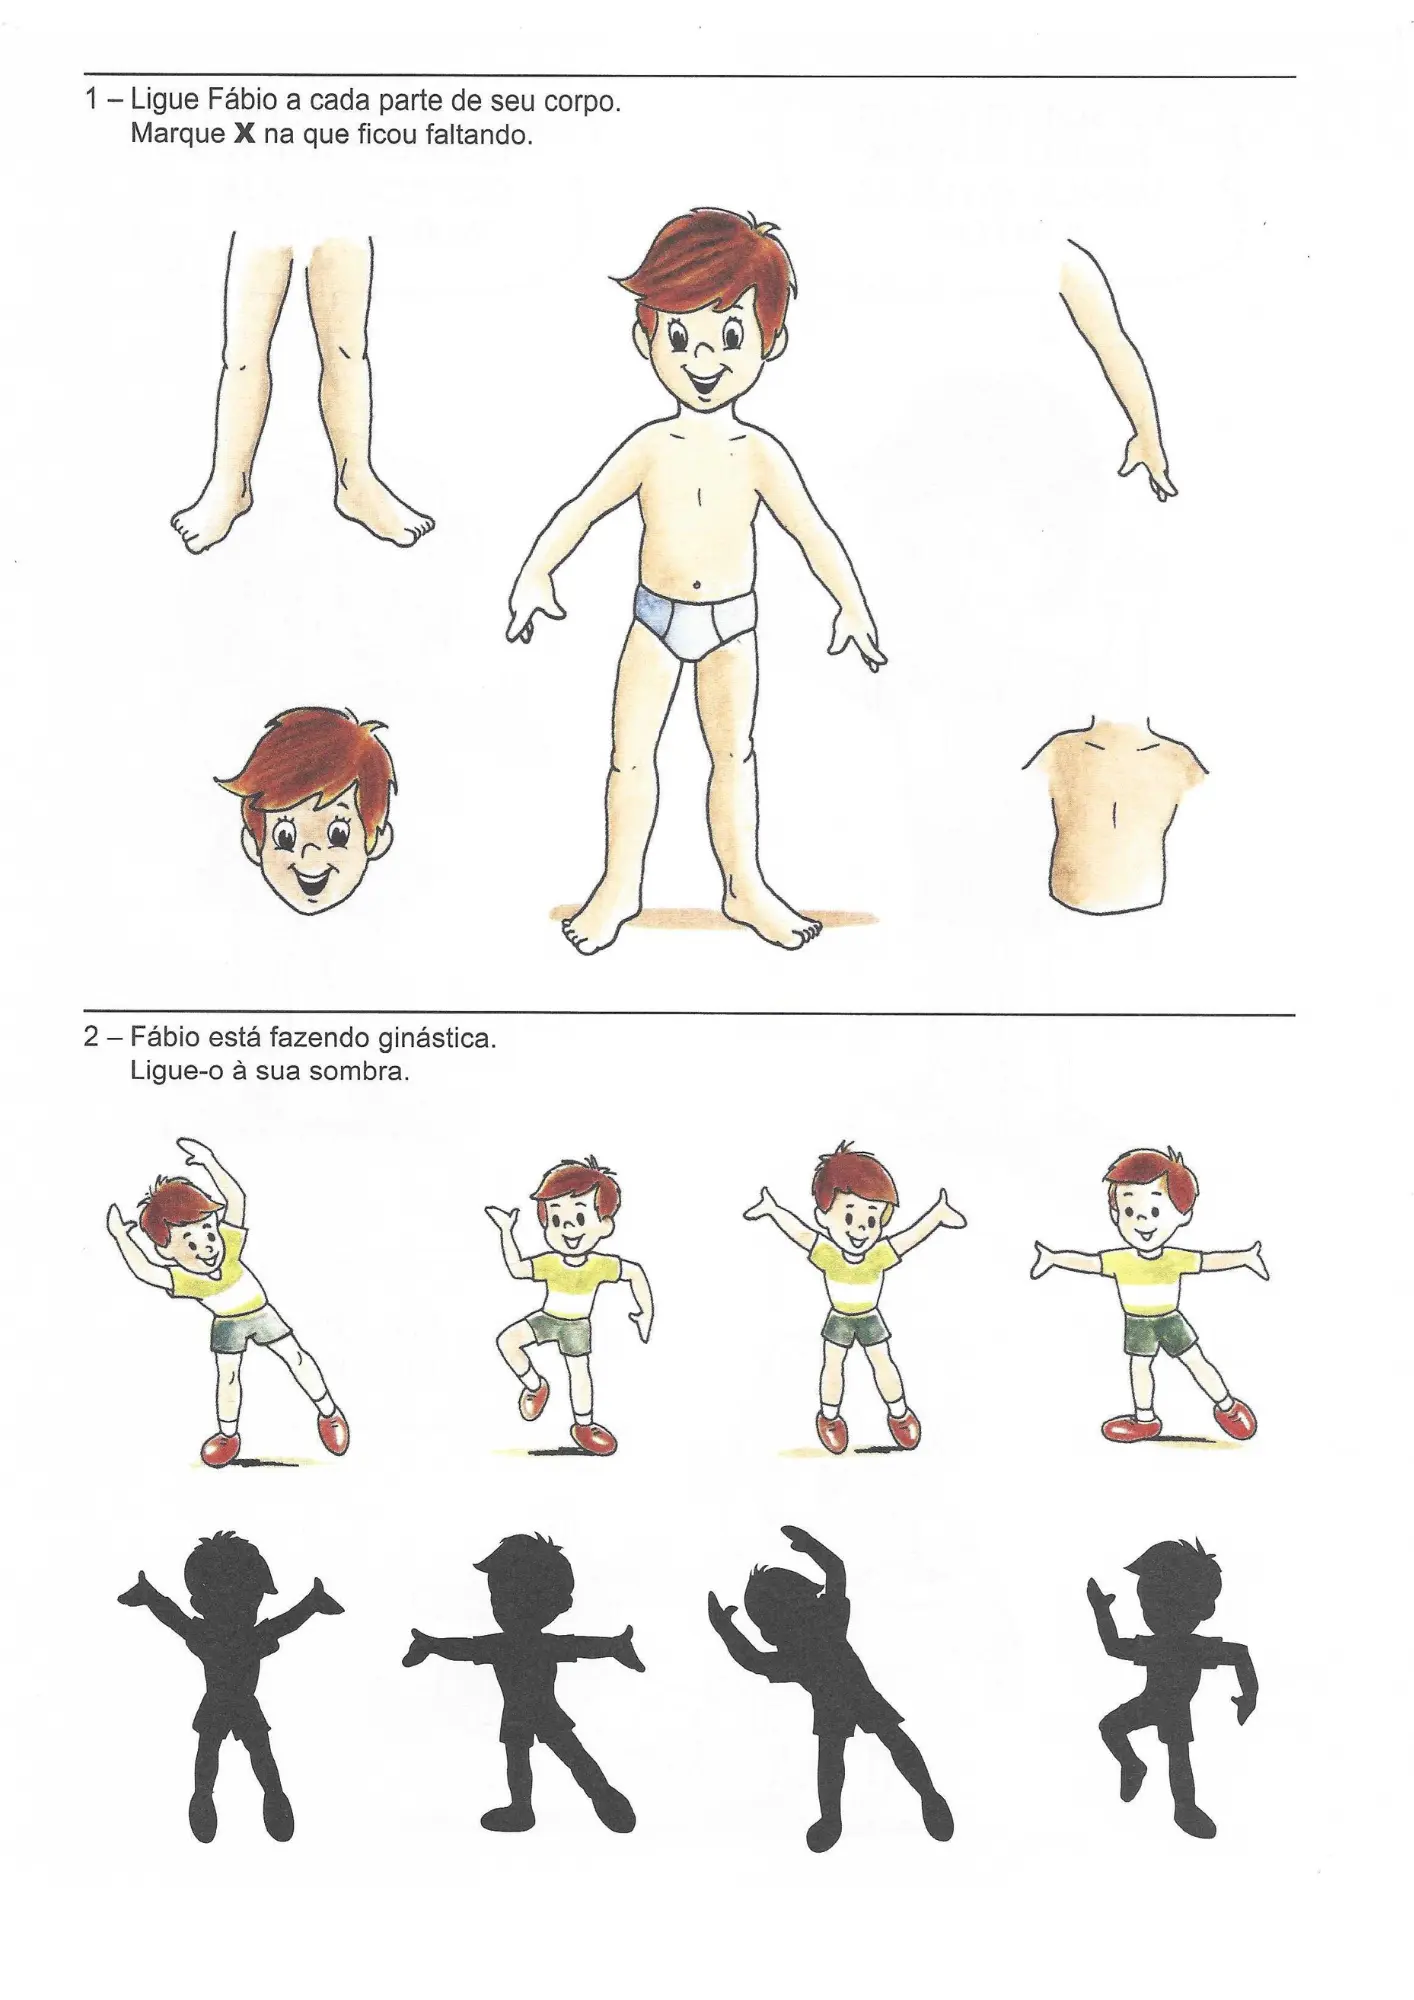 1 – Ligue Fábio a cada parte de seu corpo.
Marque X na que ficou faltando.
2 – Fábio está fazendo ginástica.
Ligue-o à sua sombra.